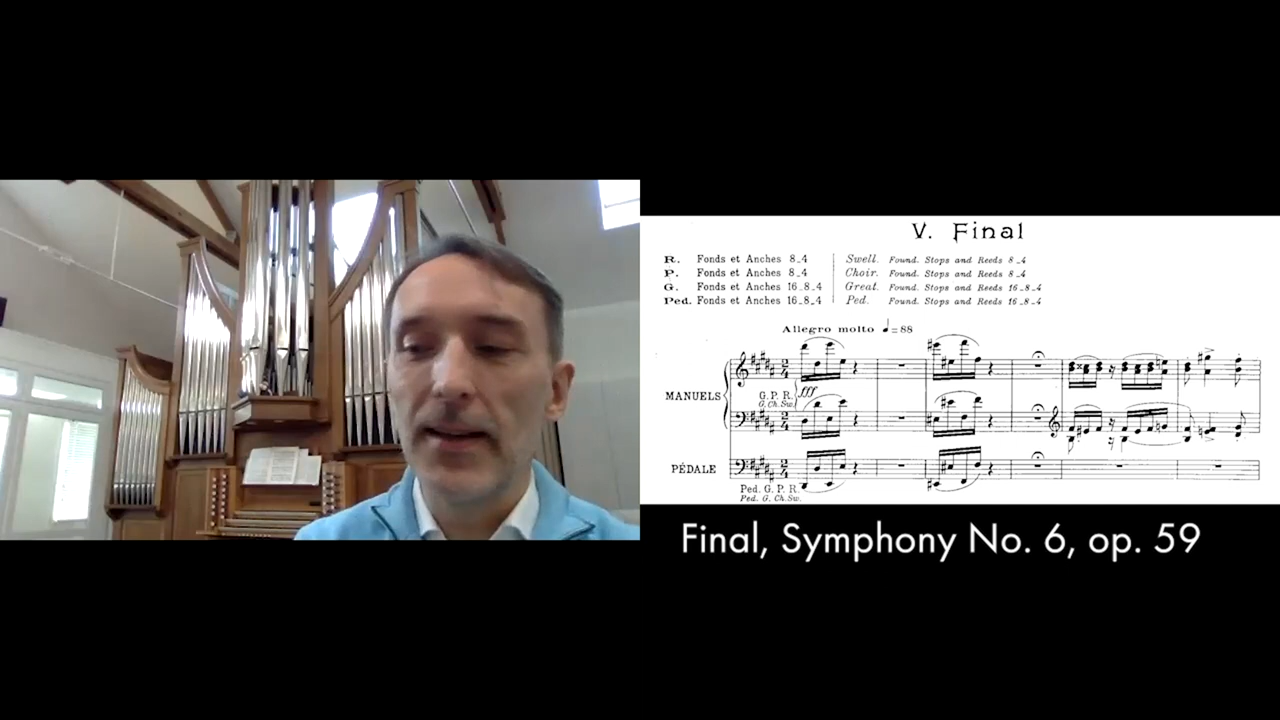 V. Final
R. Fonds et Anches 8_4
P. Fonds et Anches 8_4
G. Fonds et Anches 16_8_4
Ped. Fonds et Anches 16_8_4
Swell. Found. Stops and Reeds 8_4
Choir. Found. Stops and Reeds 8_4
Great. Found. Stops and Reeds 16_8_4
Ped. Found. Stops and Reeds 16_8_4
Allegro molto ♩=88
MANUELS
G. P. R.
G. Ch. Sw.
fff
PÉDALE
Ped. G. P. R.
Ped. G. Ch. Sw.
Final, Symphony No. 6, op. 59